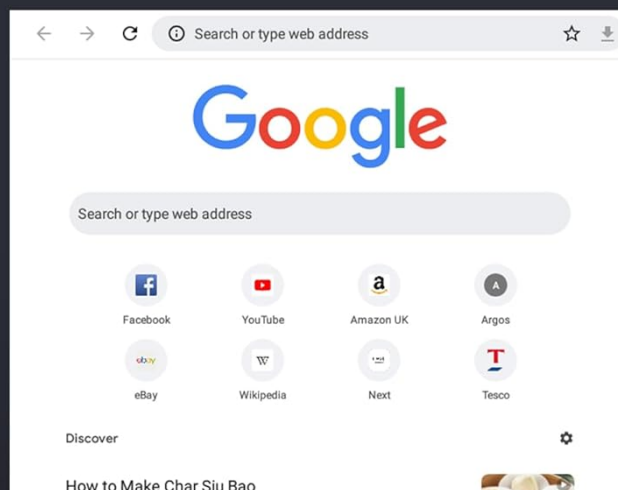 Search or type web address
Google
Search or type web address
Facebook YouTube Amazon UK Argos
eBay Wikipedia Next Tesco
Discover
How to Make Char Siu Bao